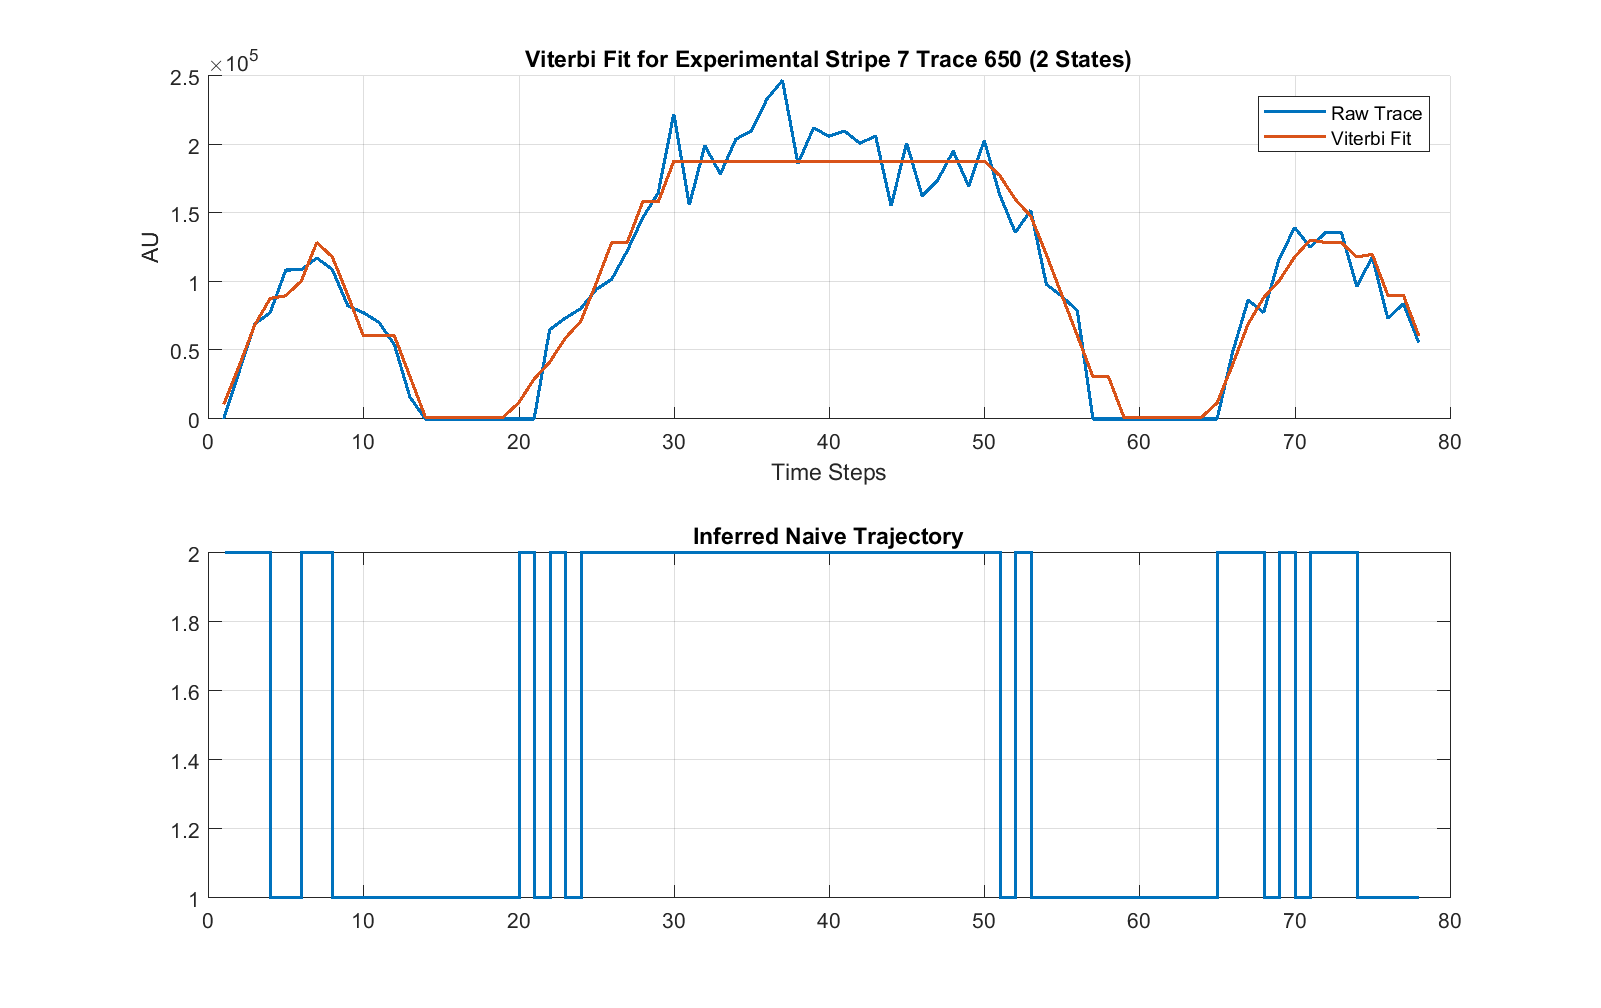 Viterbi Fit for Experimental Stripe 7 Trace 650 (2 States)
×10^5
2.5
2
1.5
1
0.5
0
AU
Raw Trace
Viterbi Fit
0 10 20 30 40 50 60 70 80
Time Steps
Inferred Naive Trajectory
2
1.8
1.6
1.4
1.2
1
0 10 20 30 40 50 60 70 80